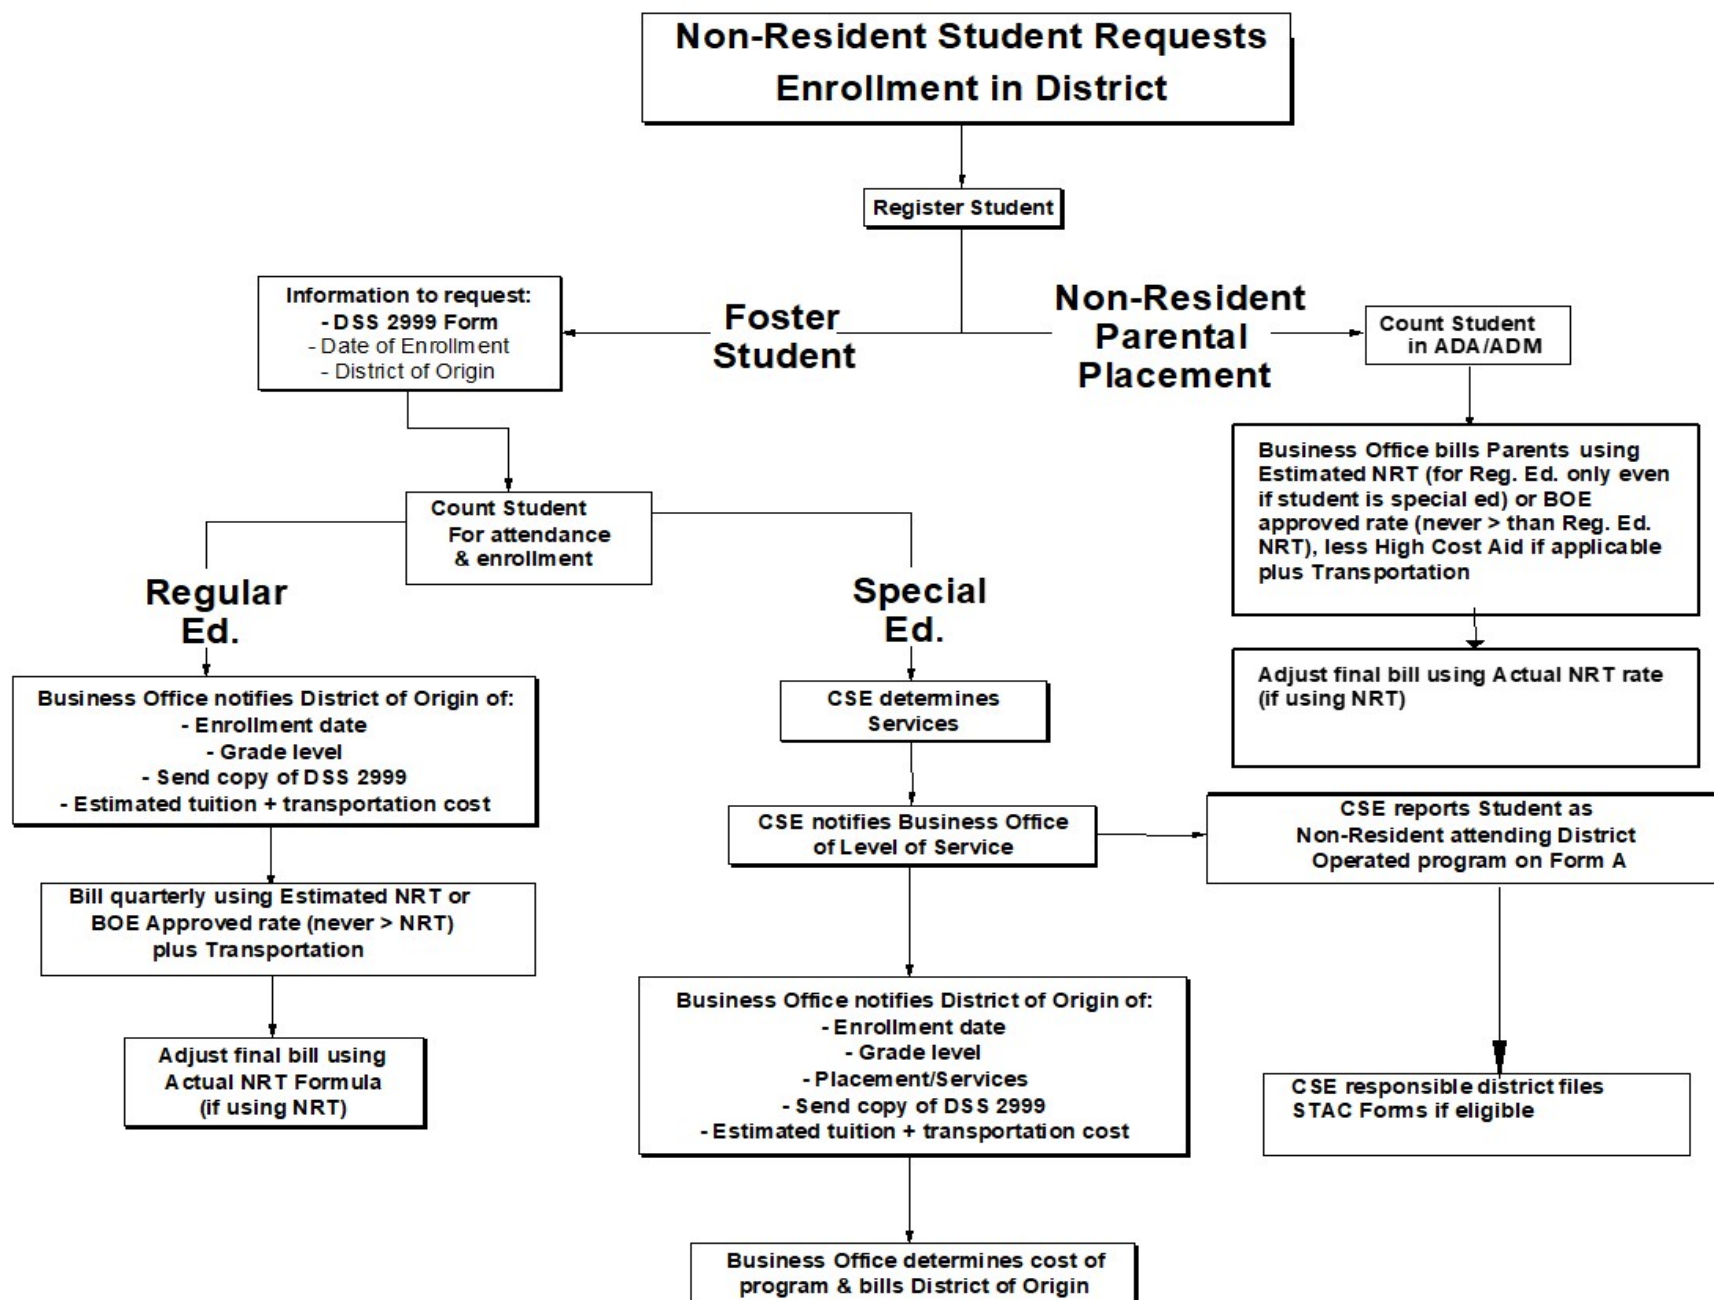 Non-Resident Student Requests
Enrollment in District
Register Student
Information to request:
- DSS 2999 Form
- Date of Enrollment
- District of Origin
Foster
Student
Non-Resident
Parental
Placement
Count Student
in ADA/ADM
Business Office bills Parents using
Estimated NRT (for Reg. Ed. only even
if student is special ed) or BOE
approved rate (never > than Reg. Ed.
NRT), less High Cost Aid if applicable
plus Transportation
Adjust final bill using Actual NRT rate
(if using NRT)
Count Student
For attendance
& enrollment
Regular
Ed.
Special
Ed.
Business Office notifies District of Origin of:
- Enrollment date
- Grade level
- Send copy of DSS 2999
- Estimated tuition + transportation cost
Bill quarterly using Estimated NRT or
BOE Approved rate (never > NRT)
plus Transportation
Adjust final bill using
Actual NRT Formula
(if using NRT)
CSE determines
Services
CSE notifies Business Office
of Level of Service
CSE reports Student as
Non-Resident attending District
Operated program on Form A
CSE responsible district files
STAC Forms if eligible
Business Office notifies District of Origin of:
- Enrollment date
- Grade level
- Placement/Services
- Send copy of DSS 2999
- Estimated tuition + transportation cost
Business Office determines cost of
program & bills District of Origin